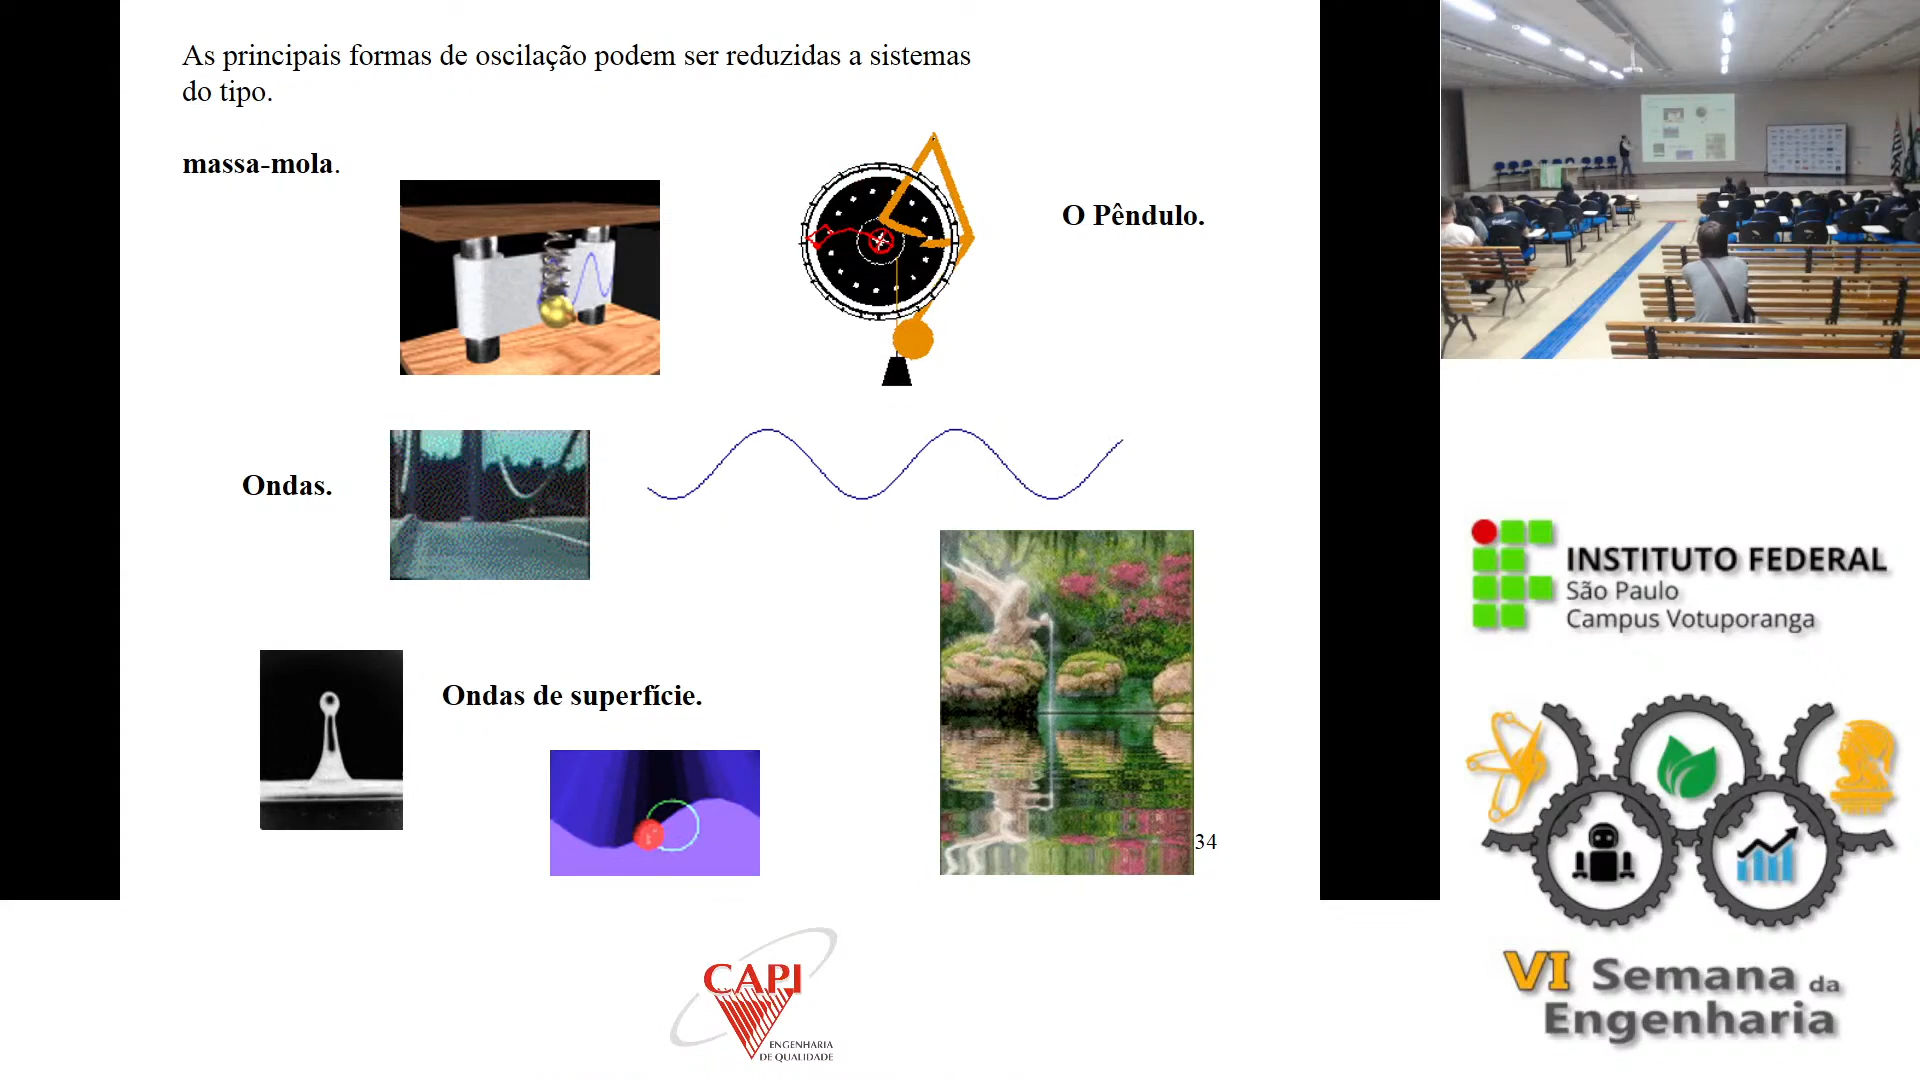 As principais formas de oscilação podem ser reduzidas a sistemas
do tipo.
massa-mola.
O Pêndulo.
Ondas.
Ondas de superfície.
34
CAPI
ENGENHARIA
DE QUALIDADE
INSTITUTO FEDERAL
São Paulo
Campus Votuporanga
VI Semana da
Engenharia